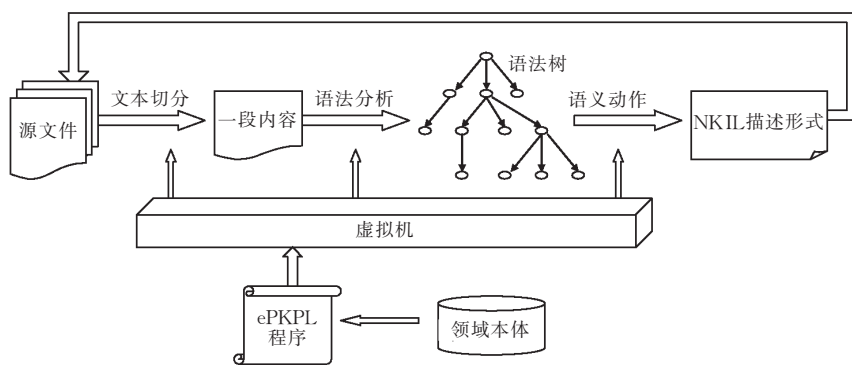 语法树
文本切分
语法分析
语义动作
源文件
一段内容
NKIL描述形式
虚拟机
ePKPL
程序
领域本体